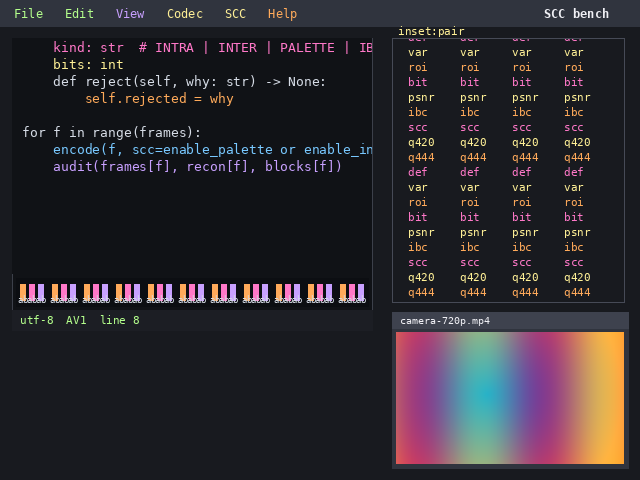 File Edit View Codec SCC Help SCC bench
kind: str  # INTRA | INTER | PALETTE | IB
bits: int
def reject(self, why: str) -> None:
self.rejected = why
for f in range(frames):
encode(f, scc=enable_palette or enable_in
audit(frames[f], recon[f], blocks[f])
utf-8 AV1 line 8
inset:pair
def def def def
var var var var
roi roi roi roi
bit bit bit bit
psnr psnr psnr psnr
ibc ibc ibc ibc
scc scc scc scc
q420 q420 q420 q420
q444 q444 q444 q444
def def def def
var var var var
roi roi roi roi
bit bit bit bit
psnr psnr psnr psnr
ibc ibc ibc ibc
scc scc scc scc
q420 q420 q420 q420
q444 q444 q444 q444
camera-720p.mp4